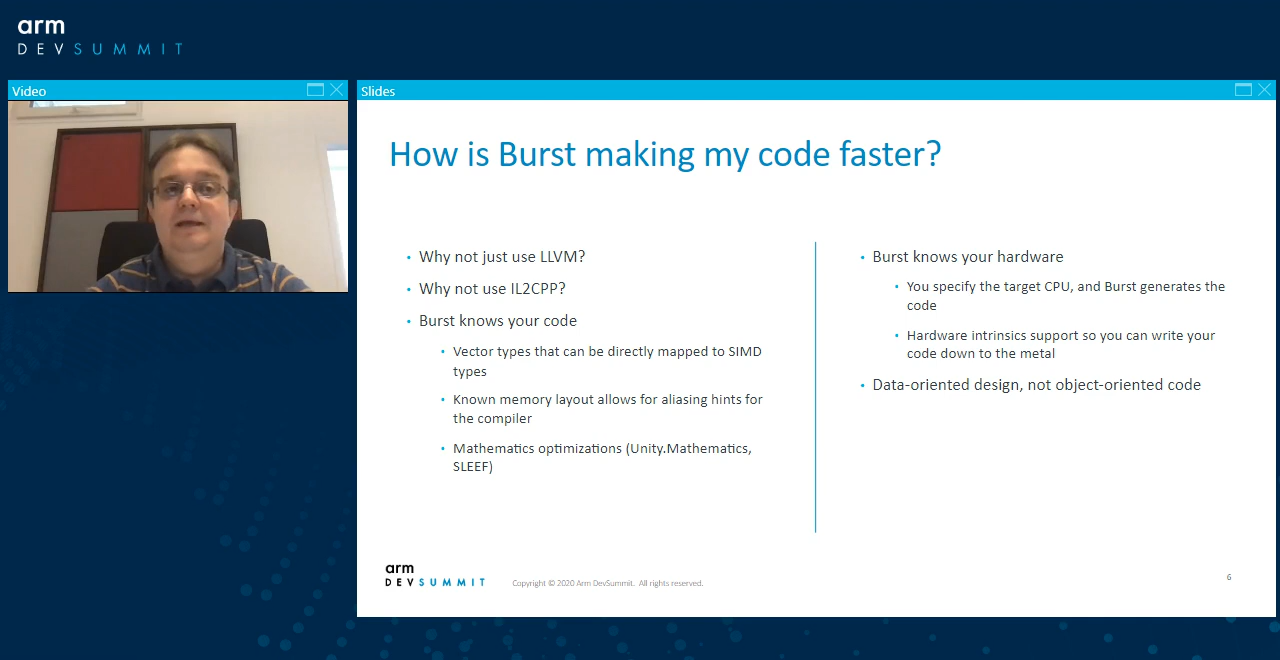 arm
DEVSUMMIT
Video
Slides
How is Burst making my code faster?
• Why not just use LLVM?
• Why not use IL2CPP?
• Burst knows your code
• Vector types that can be directly mapped to SIMD
types
• Known memory layout allows for aliasing hints for
the compiler
• Mathematics optimizations (Unity.Mathematics,
SLEEF)
• Burst knows your hardware
• You specify the target CPU, and Burst generates the
code
• Hardware intrinsics support so you can write your
code down to the metal
• Data-oriented design, not object-oriented code
arm
DEVSUMMIT
Copyright © 2020 Arm DevSummit. All rights reserved.
6